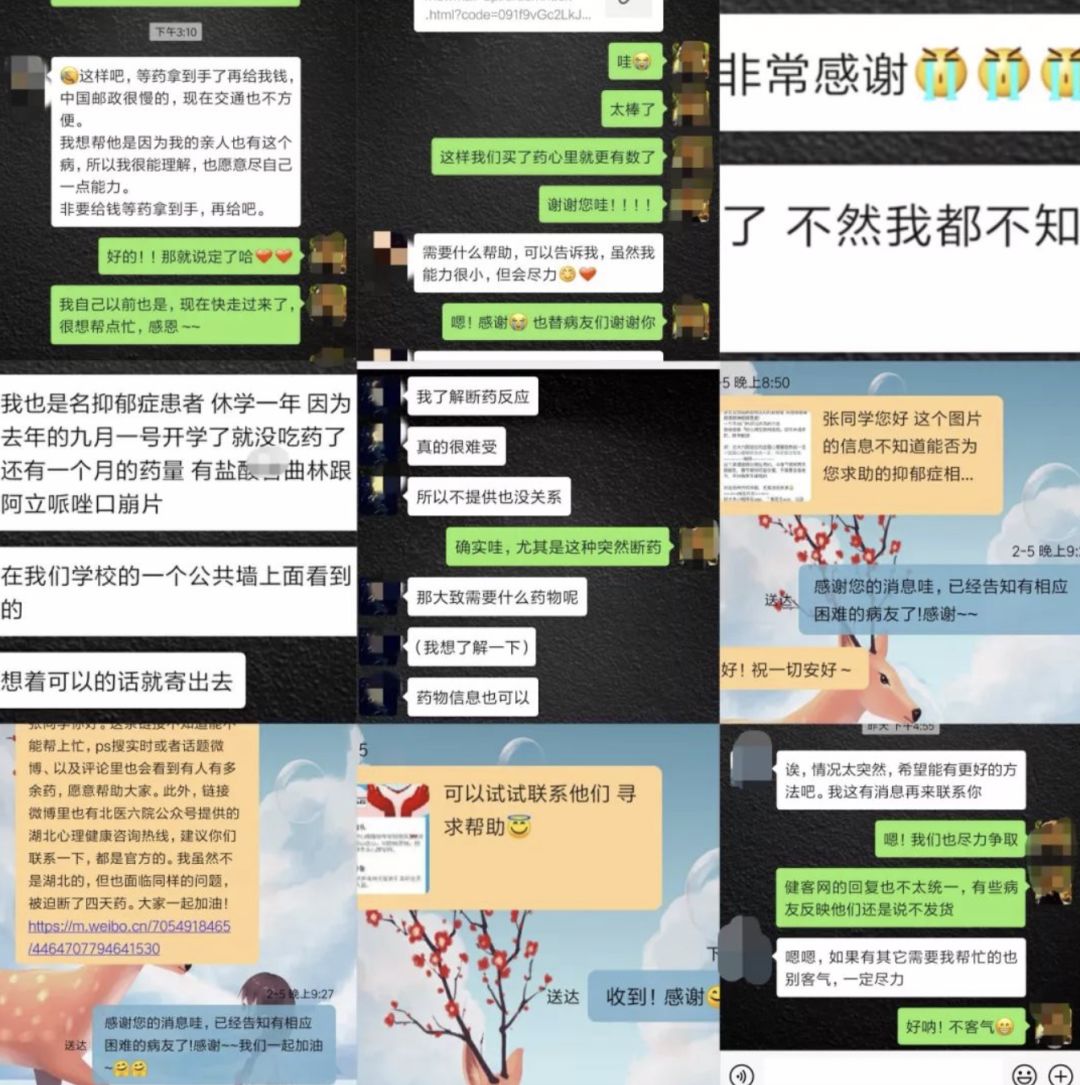 下午3:10
这样吧，等药拿到手了再给我钱，
中国邮政很慢的，现在交通也不方
便。
我想帮他是因为我的亲人也有这个
病，所以我很能理解，也愿意尽自己
一点能力。
非要给钱等药拿到手，再给吧。
好的！！那就说定了哈❤️❤️
我自己以前也是，现在快走过来了，
很想帮点忙，感恩~~
.html?code=091f9vGc2LkJ...
哇😭
太棒了
这样我们买了药心里就更有数了
谢谢您哇！！！！
需要什么帮助，可以告诉我，虽然我
能力很小，但会尽力😊❤️
嗯！感谢😭也替病友们谢谢你
非常感谢😭😭😭
了 不然我都不知
我也是名抑郁症患者 休学一年 因为
去年的九月一号开学了就没吃药了
还有一个月的药量 有盐酸 曲林跟
阿立哌唑口崩片
在我们学校的一个公共墙上面看到
的
想着可以的话就寄出去
我了解断药反应
真的很难受
所以不提供也没关系
确实哇，尤其是这种突然断药
那大致需要什么药物呢
（我想了解一下）
药物信息也可以
5 晚上8:50
张同学您好 这个图片
的信息不知道能否为
您求助的抑郁症相...
2-5 晚上9:
感谢您的消息哇，已经告知有相应
困难的病友了!感谢~~
送达
好！祝一切安好~
张同学你好。这条链接不知道能不
能帮上忙，ps搜实时或者话题微
博、以及评论里也会看到有人有多
余药，愿意帮助大家。此外，链接
微博里也有北医六院公众号提供的
湖北心理健康咨询热线，建议你们
联系一下，都是官方的。我虽然不
是湖北的，但也面临同样的问题，
被迫断了四天药。大家一起加油！
https://m.weibo.cn/7054918465
/4464707794641530
2-5 晚上9:27
感谢您的消息哇，已经告知有相应
困难的病友了!感谢~~我们一起加油
~🤗🤗
送达
5
可以试试联系他们 寻
求帮助😇
下
送达
收到！感谢
昨天 下午4:55
诶，情况太突然，希望能有更好的方
法吧。我这有消息再来联系你
嗯！我们也尽力争取
健客网的回复也不太统一，有些病
友反映他们还是说不发货
嗯嗯，如果有其它需要我帮忙的也
别客气，一定尽力
好呐！不客气😁